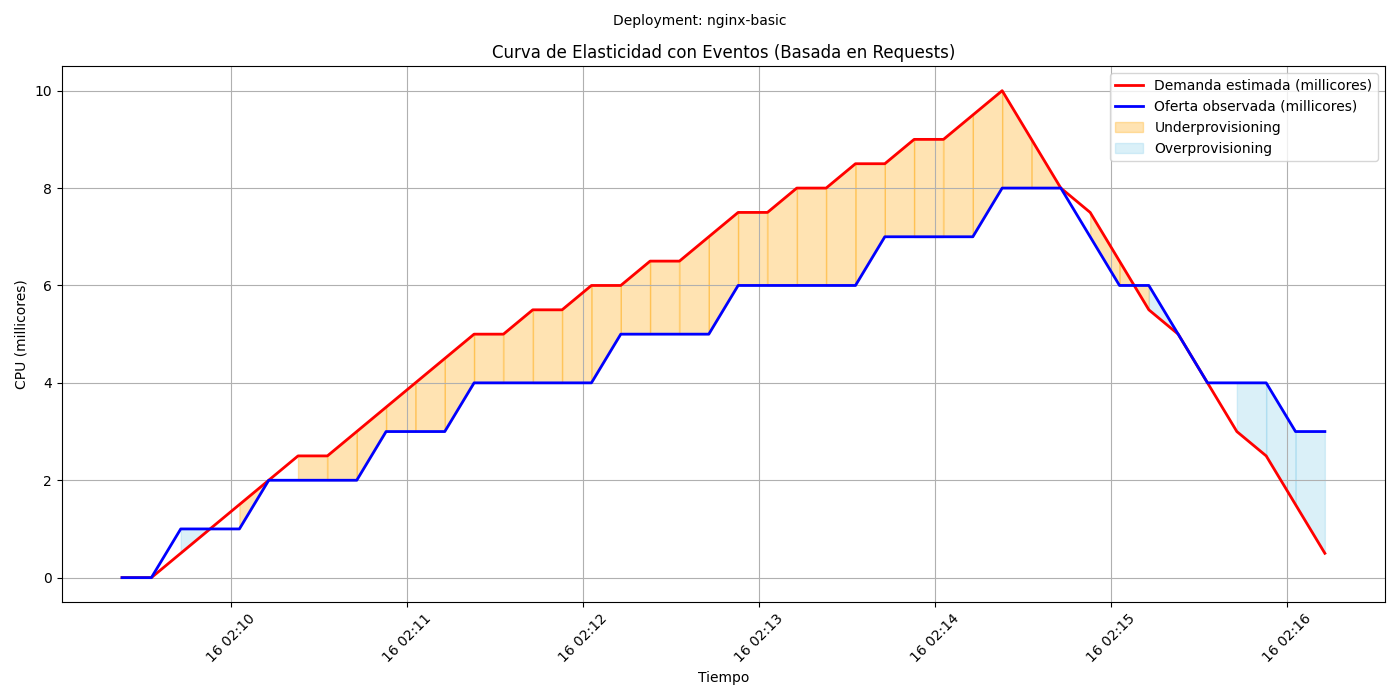 Deployment: nginx-basic
Curva de Elasticidad con Eventos (Basada en Requests)
Demanda estimada (millicores)
Oferta observada (millicores)
Underprovisioning
Overprovisioning
CPU (millicores)
10
8
6
4
2
0
16 02:10
16 02:11
16 02:12
16 02:13
16 02:14
16 02:15
16 02:16
Tiempo